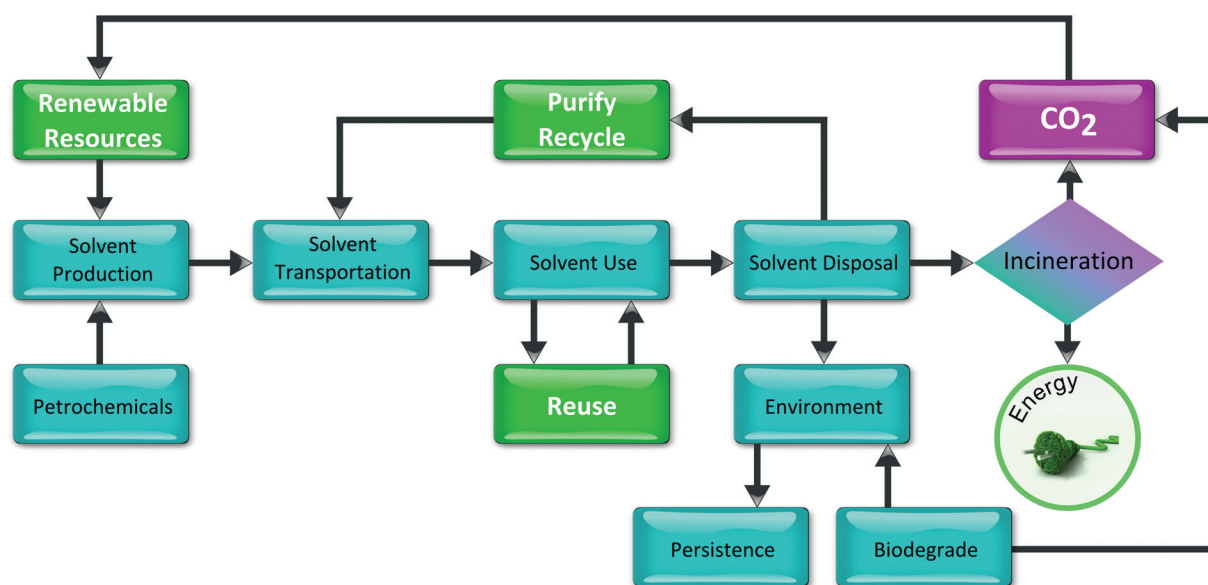 Renewable
Resources
Purify
Recycle
CO2
Solvent
Production
Solvent
Transportation
Solvent Use
Solvent Disposal
Incineration
Petrochemicals
Reuse
Environment
Energy
Persistence
Biodegrade